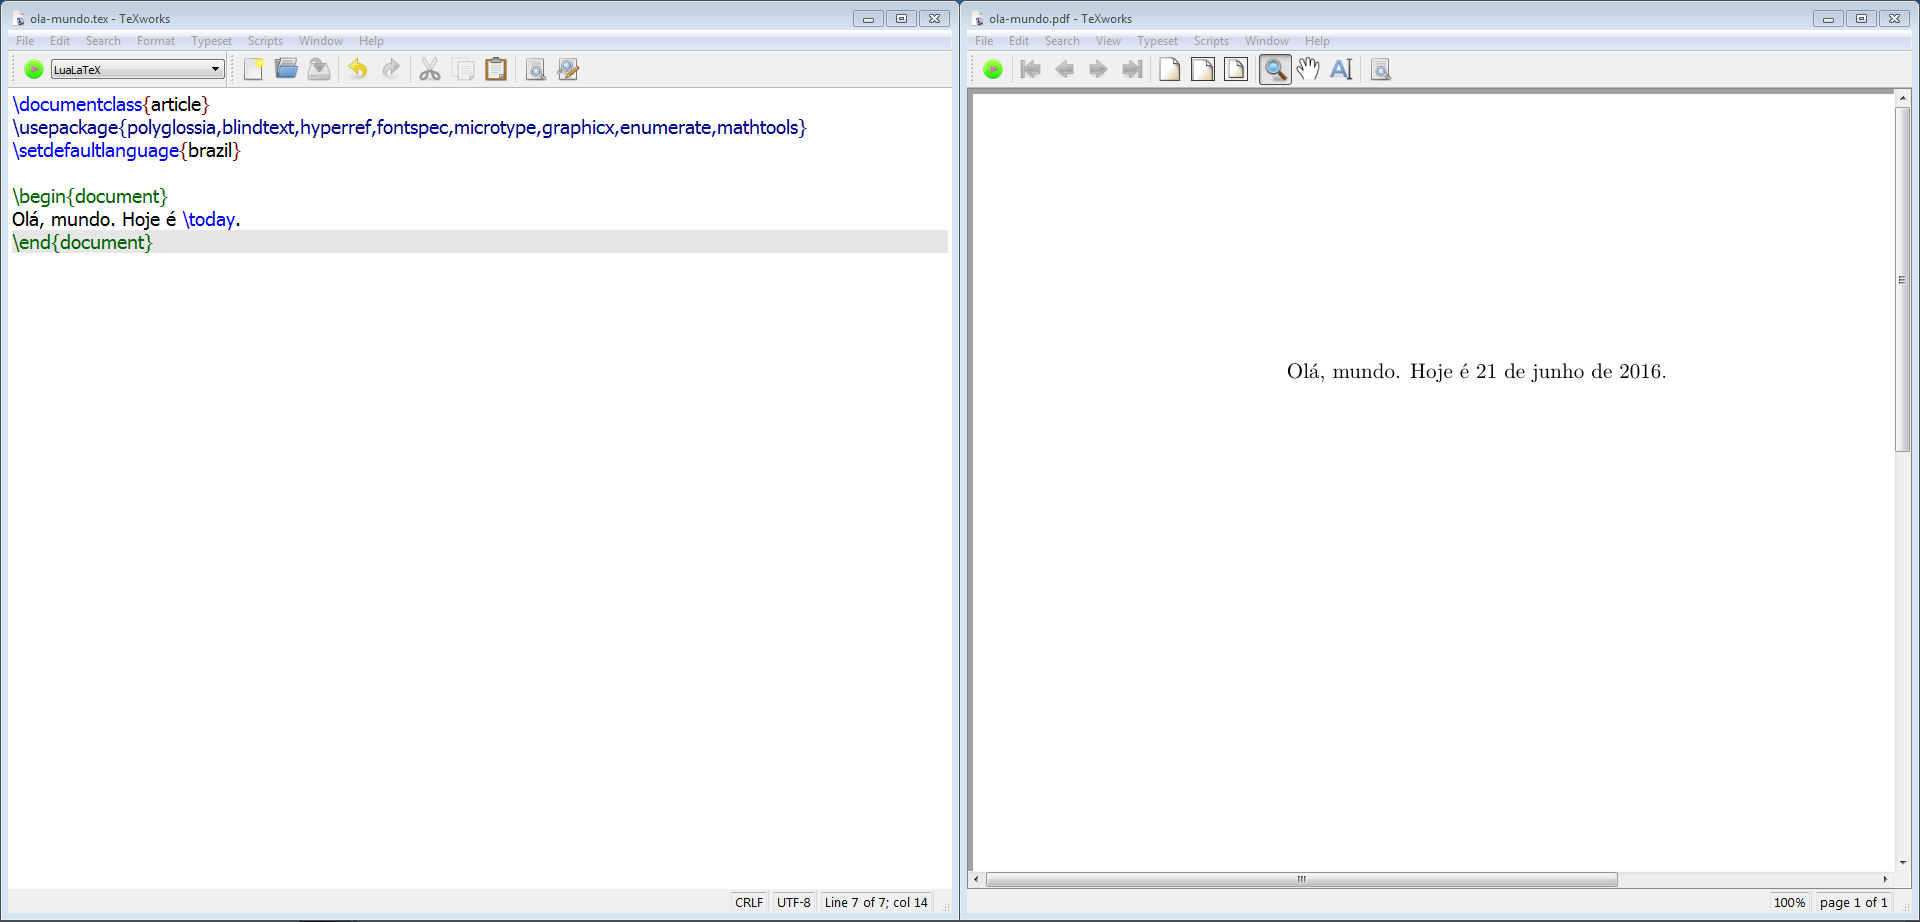 ola-mundo.tex - TeXworks
File Edit Search Format Typeset Scripts Window Help
LuaLaTeX
\documentclass{article}
\usepackage{polyglossia,blindtext,hyperref,fontspec,microtype,graphicx,enumerate,mathtools}
\setdefaultlanguage{brazil}
\begin{document}
Olá, mundo. Hoje é \today.
\end{document}
CRLF UTF-8 Line 7 of 7; col 14
ola-mundo.pdf - TeXworks
File Edit Search View Typeset Scripts Window Help
Olá, mundo. Hoje é 21 de junho de 2016.
100% page 1 of 1